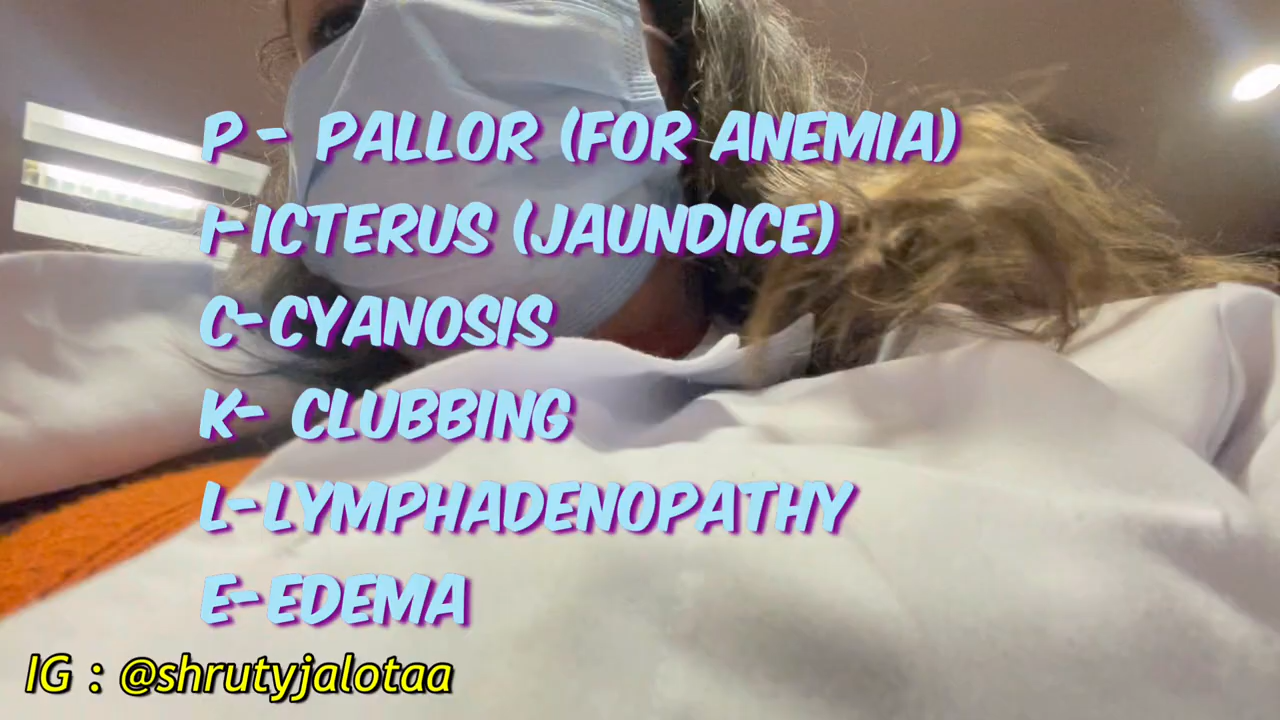 P - PALLOR (FOR ANEMIA)
I-ICTERUS (JAUNDICE)
C-CYANOSIS
K- CLUBBING
L-LYMPHADENOPATHY
E-EDEMA
IG : @shrutyjalotaa